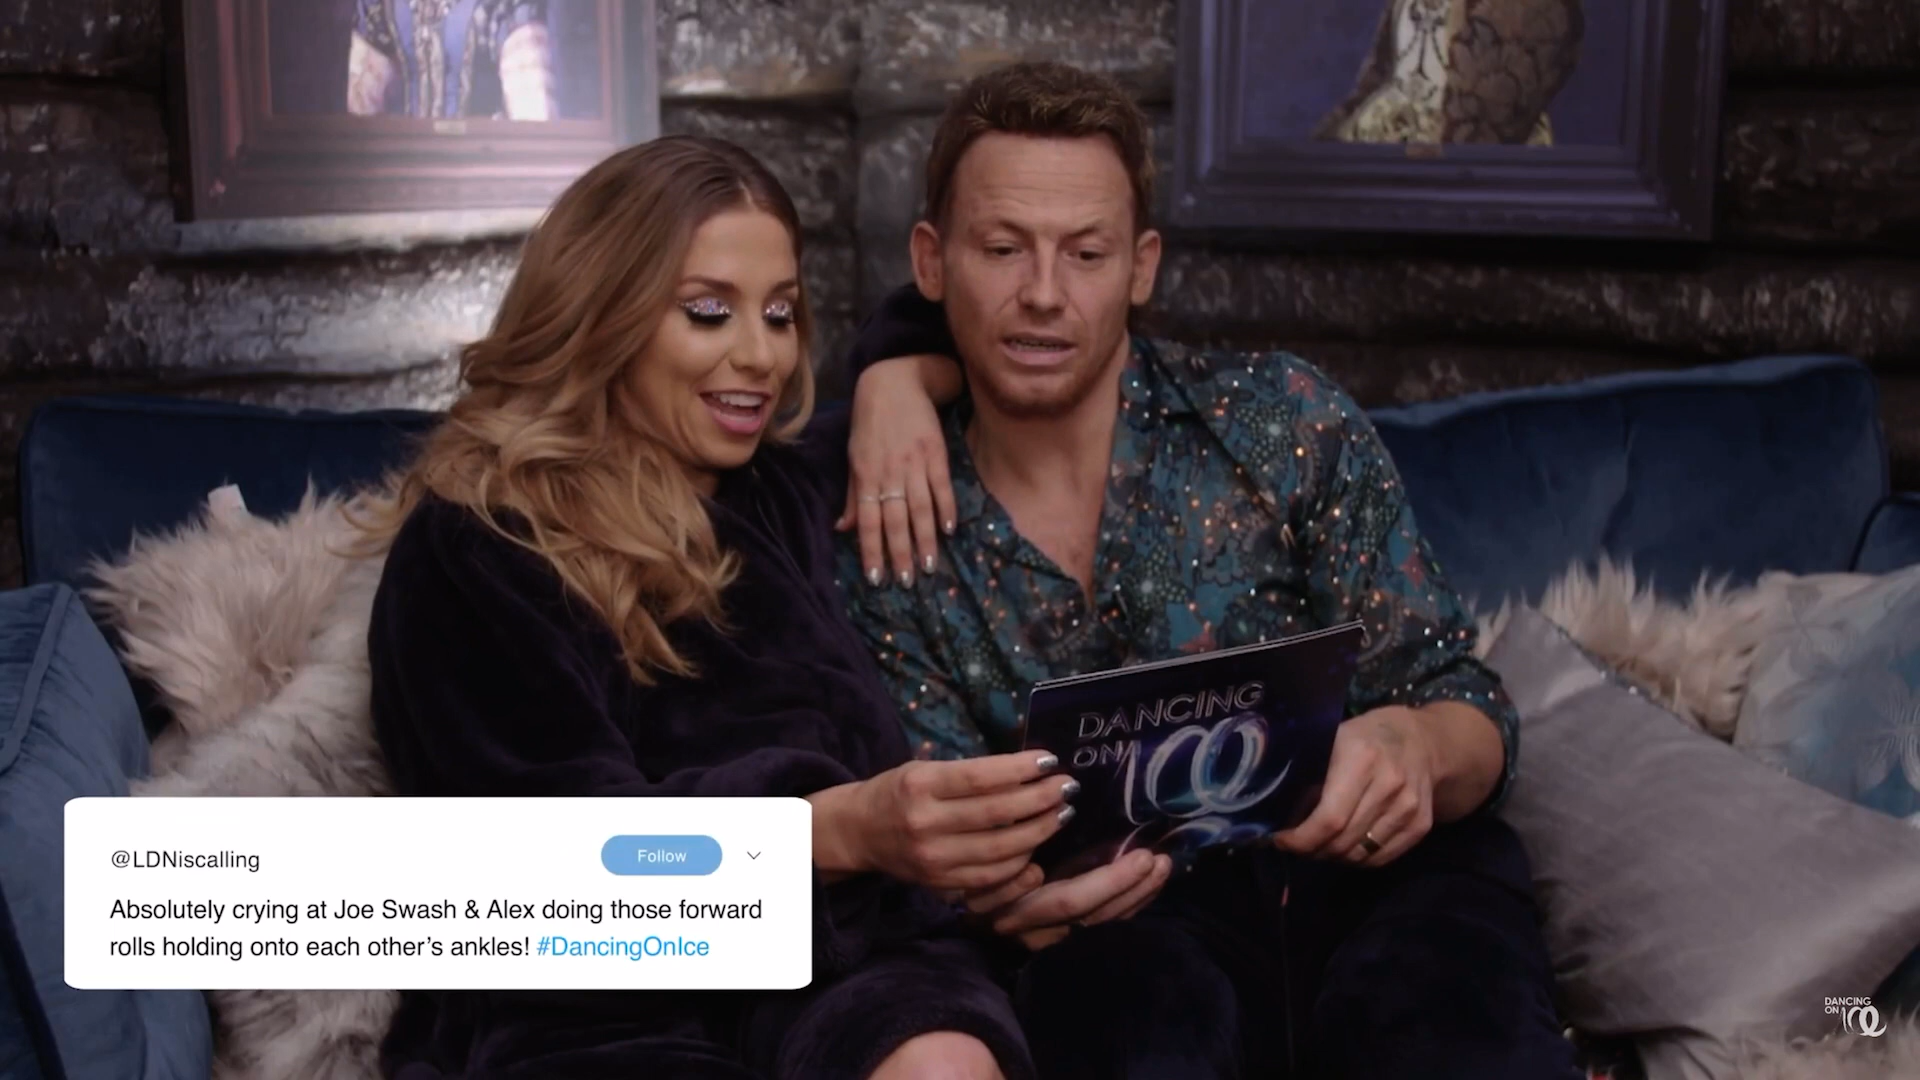 DANCING
ON ICE
@LDNiscalling
Follow
Absolutely crying at Joe Swash & Alex doing those forward
rolls holding onto each other’s ankles! #DancingOnIce
DANCING
ON ICE